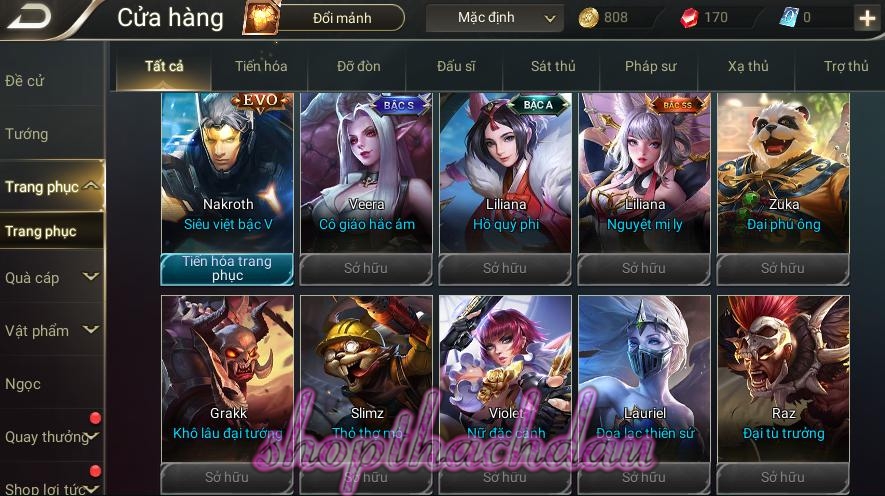 Cửa hàng
Đổi mảnh
Mặc định
808
170
0
Đề cử
Tướng
Trang phục
Trang phục
Quà cáp
Vật phẩm
Ngọc
Quay thưởng
Shop lợi tức
Tất cả
Tiến hóa
Đỡ đòn
Đấu sĩ
Sát thủ
Pháp sư
Xạ thủ
Trợ thủ
EVO
V
Nakroth
Siêu việt bậc V
Tiến hóa trang
phục
BẬC S
Veera
Cô giáo hắc ám
Sở hữu
BẬC A
Liliana
Hồ quý phi
Sở hữu
BẬC SS
Liliana
Nguyệt mị ly
Sở hữu
Zuka
Đại phú ông
Sở hữu
Grakk
Khô lâu đại tướng
Sở hữu
Slimz
Thỏ thợ mỏ
Sở hữu
Violet
Nữ đặc cảnh
Sở hữu
Lauriel
Đọa lạc thiên sứ
Sở hữu
Raz
Đại tù trưởng
Sở hữu
shopthachdau